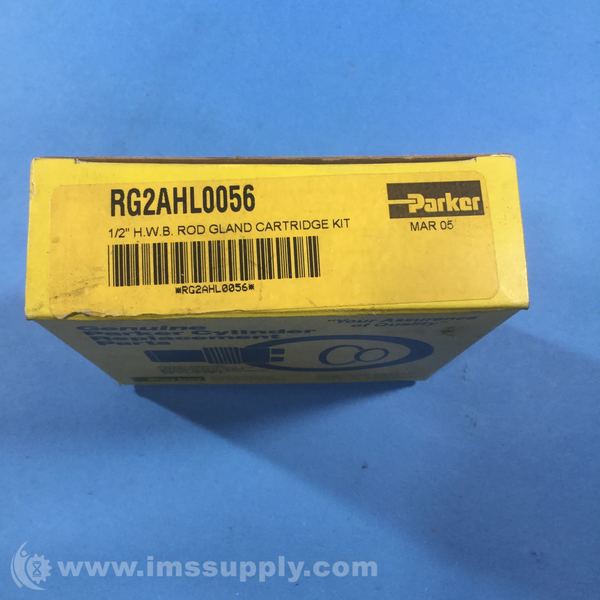 RG2AHL0056
Parker
1/2" H.W.B. ROD GLAND CARTRIDGE KIT
MAR 05
*RG2AHL0056*
Genuine
Parker Cylinder
Replacement
Parts
"Your Assurance
of Quality"
Parker
www.imssupply.com